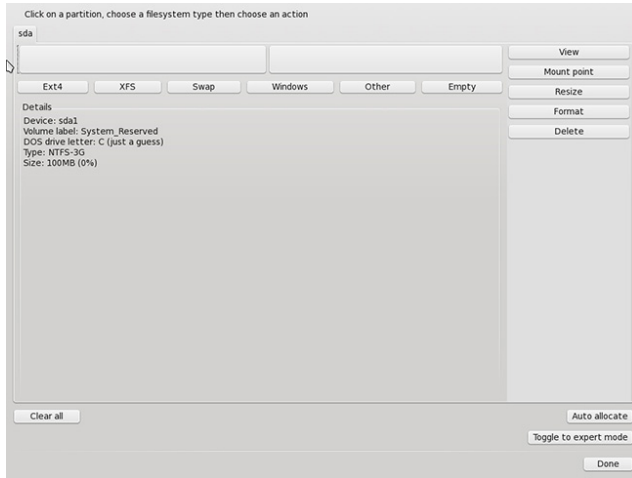 Click on a partition, choose a filesystem type then choose an action
sda
View
Mount point
Resize
Format
Delete
Ext4 XFS Swap Windows Other Empty
Details
Device: sda1
Volume label: System_Reserved
DOS drive letter: C (just a guess)
Type: NTFS-3G
Size: 100MB (0%)
Clear all
Auto allocate
Toggle to expert mode
Done